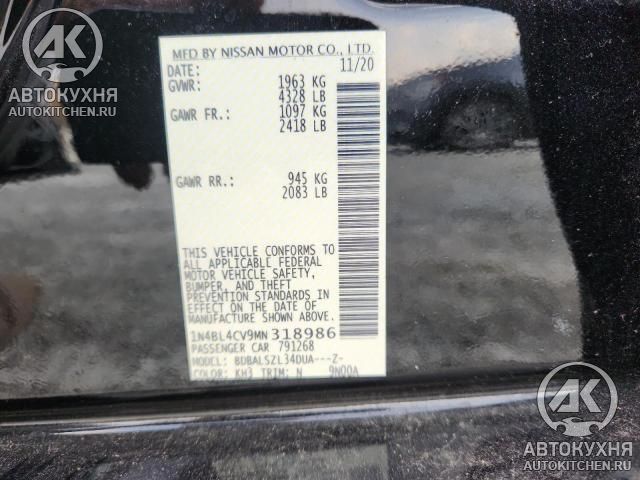 АК
АВТОКУХНЯ
AUTOKITCHEN.RU
MFD BY NISSAN MOTOR CO., LTD.
DATE: 11/20
GVWR: 1963 KG
4328 LB
GAWR FR.: 1097 KG
2418 LB
GAWR RR.: 945 KG
2083 LB
THIS VEHICLE CONFORMS TO
ALL APPLICABLE FEDERAL
MOTOR VEHICLE SAFETY,
BUMPER, AND THEFT
PREVENTION STANDARDS IN
EFFECT ON THE DATE OF
MANUFACTURE SHOWN ABOVE.
1N4BL4CV9MN318986
PASSENGER CAR 791268
MODEL: BDBALSZL34DUA---Z-
COLOR: KH3 TRIM: N 9N00A
АК
АВТОКУХНЯ
AUTOKITCHEN.RU